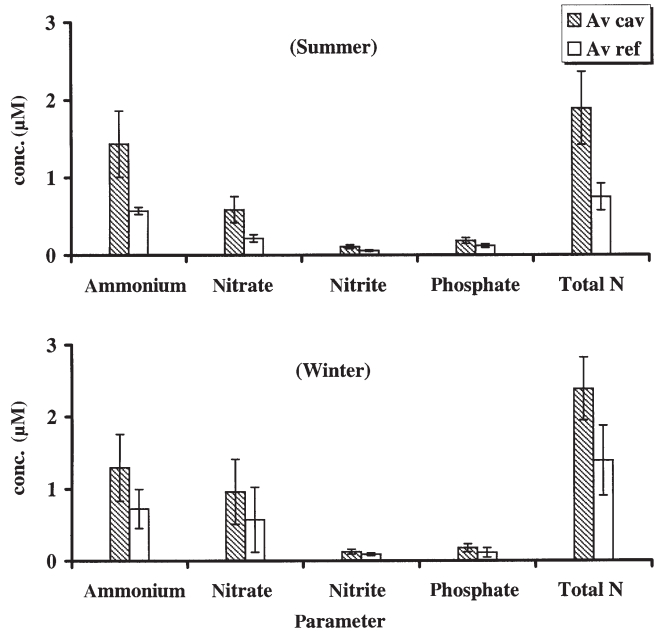 3
Av cav
(Summer)
Av ref
2
conc. (µM)
1
0
Ammonium Nitrate Nitrite Phosphate Total N
3
(Winter)
2
conc. (µM)
1
0
Ammonium Nitrate Nitrite Phosphate Total N
Parameter